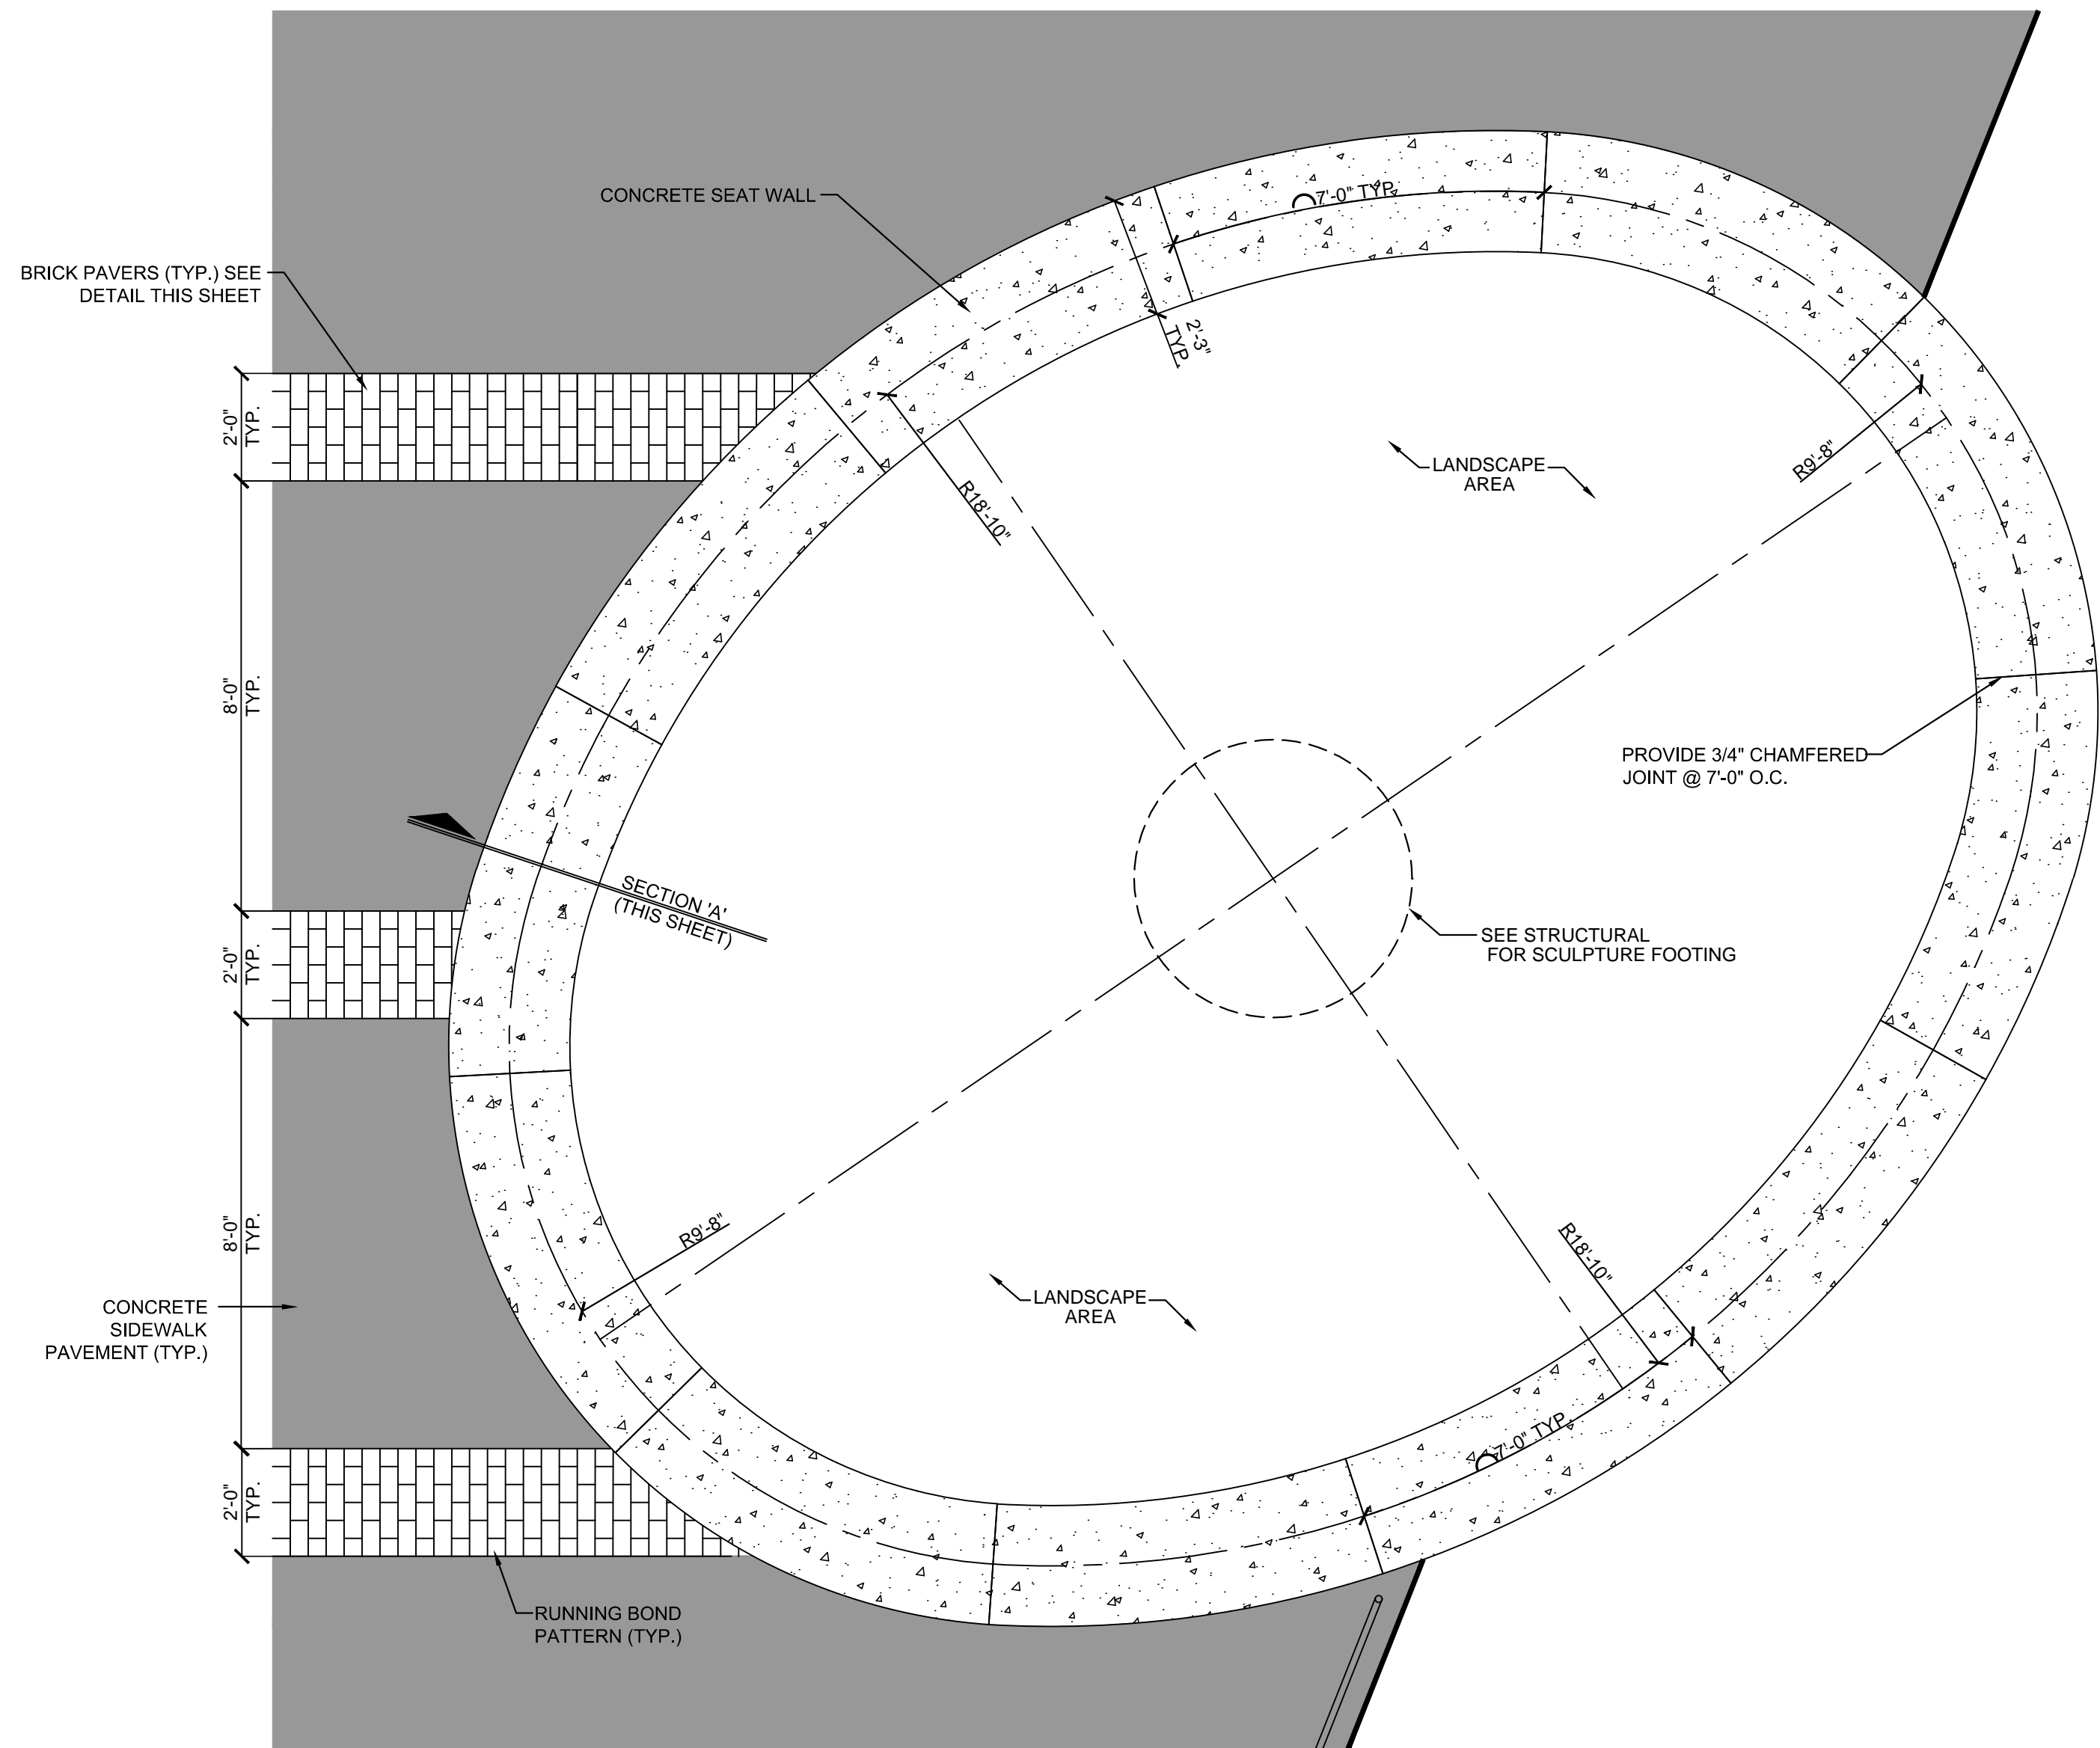 CONCRETE SEAT WALL
7'-0" TYP.
BRICK PAVERS (TYP.) SEE
DETAIL THIS SHEET
2'-3"
TYP.
2'-0"
TYP.
R18'-10"
LANDSCAPE
AREA
R9'-8"
8'-0"
TYP.
PROVIDE 3/4" CHAMFERED
JOINT @ 7'-0" O.C.
SECTION 'A'
(THIS SHEET)
2'-0"
TYP.
SEE STRUCTURAL
FOR SCULPTURE FOOTING
8'-0"
TYP.
R9'-8"
R18'-10"
LANDSCAPE
AREA
CONCRETE
SIDEWALK
PAVEMENT (TYP.)
7'-0" TYP.
2'-0"
TYP.
RUNNING BOND
PATTERN (TYP.)